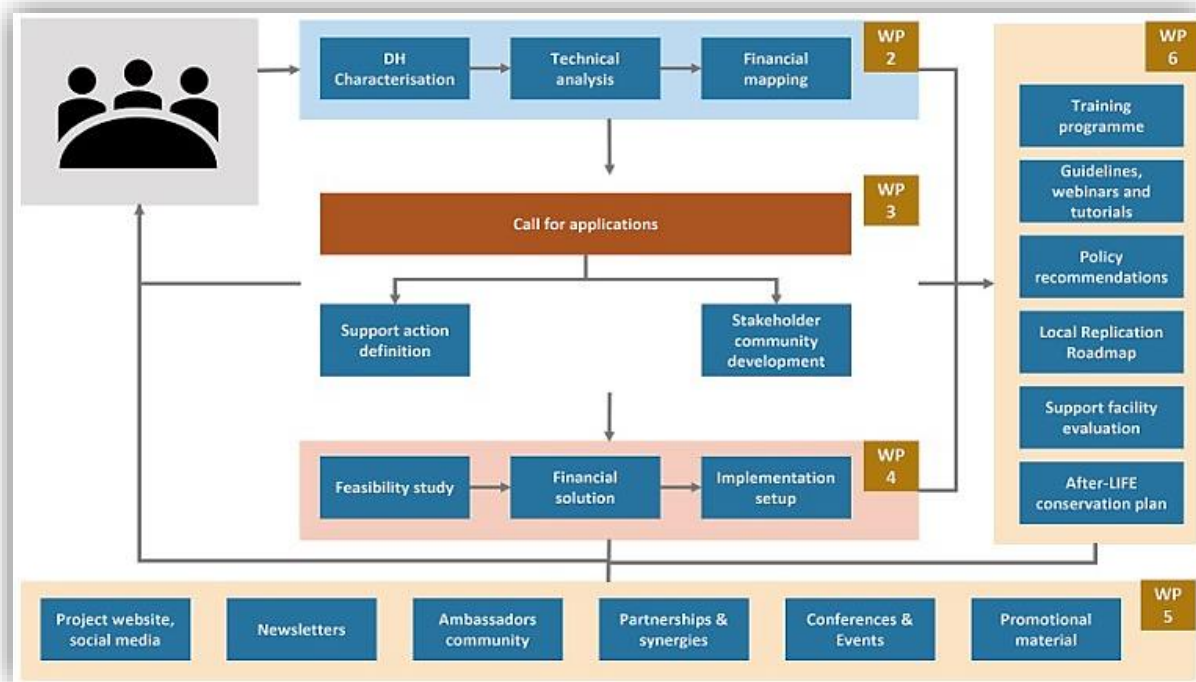 DH
Characterisation
Technical
analysis
Financial
mapping
WP
2
Call for applications
WP
3
Support action
definition
Stakeholder
community
development
Feasibility study
Financial
solution
Implementation
setup
WP
4
WP
6
Training
programme
Guidelines,
webinars and
tutorials
Policy
recommendations
Local Replication
Roadmap
Support facility
evaluation
After-LIFE
conservation plan
WP
5
Project website,
social media
Newsletters
Ambassadors
community
Partnerships &
synergies
Conferences &
Events
Promotional
material